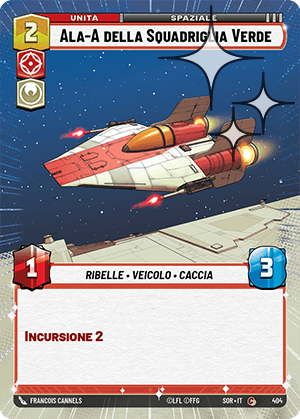 UNITÀ SPAZIALE
2 ALA-A DELLA SQUADRIGLIA VERDE
1 RIBELLE • VEICOLO • CACCIA 3
INCURSIONE 2
FRANCOIS CANNELS ©LFL ©FFG SOR • IT C 404